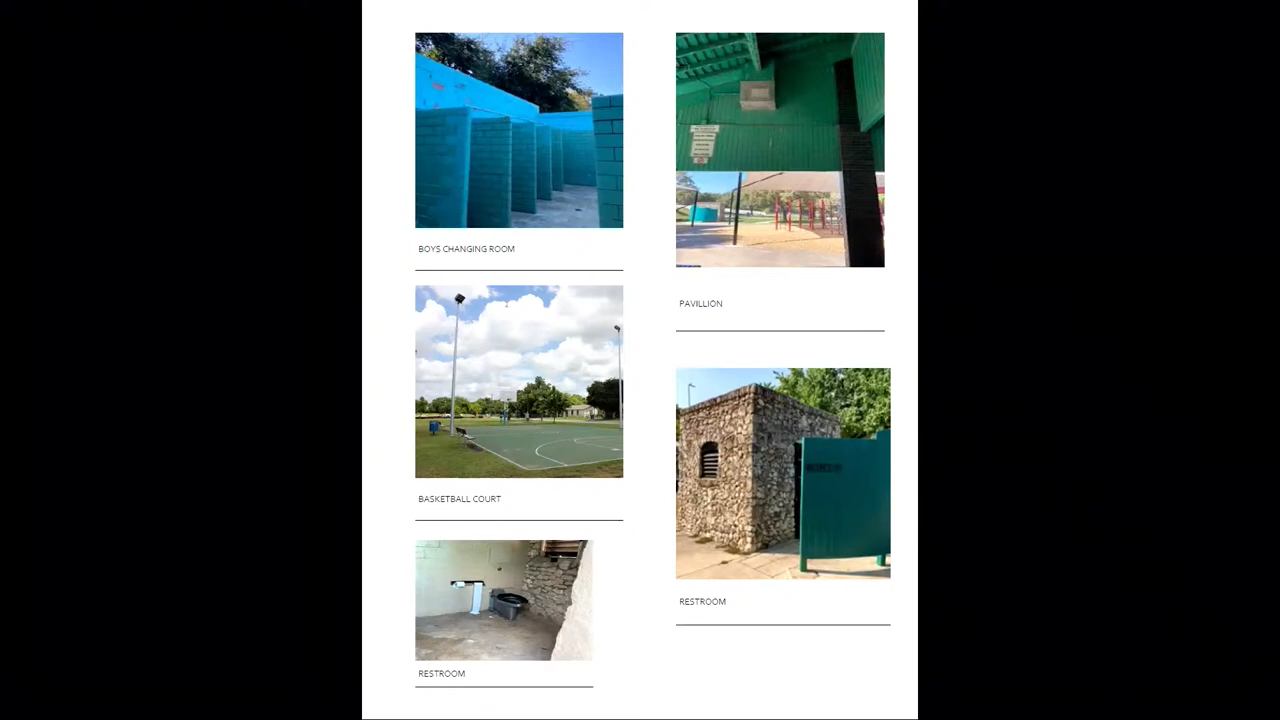 BOYS CHANGING ROOM
BASKETBALL COURT
RESTROOM
PAVILLION
RESTROOM